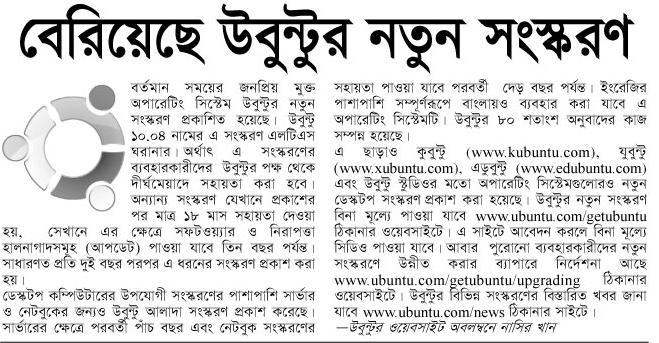 বেরিয়েছে উবুন্টুর নতুন সংস্করণ
বর্তমান সময়ের জনপ্রিয় মুক্ত
অপারেটিং সিস্টেম উবুন্টুর নতুন
সংস্করণ প্রকাশিত হয়েছে। উবুন্টু
১০.০৪ নামের এ সংস্করণ এলটিএস
ঘরানার। অর্থাৎ এ সংস্করণের
ব্যবহারকারীদের উবুন্টুর পক্ষ থেকে
দীর্ঘমেয়াদে সহায়তা করা হবে।
অন্যান্য সংস্করণ যেখানে প্রকাশের
পর মাত্র ১৮ মাস সহায়তা দেওয়া
হয়, সেখানে এর ক্ষেত্রে সফটওয়্যার ও নিরাপত্তা
হালনাগাদসমূহ (আপডেট) পাওয়া যাবে তিন বছর পর্যন্ত।
সাধারণত প্রতি দুই বছর পরপর এ ধরনের সংস্করণ প্রকাশ করা
হয়।
ডেস্কটপ কম্পিউটারের উপযোগী সংস্করণের পাশাপাশি সার্ভার
ও নেটবুকের জন্যও উবুন্টু আলাদা সংস্করণ প্রকাশ করেছে।
সার্ভারের ক্ষেত্রে পরবর্তী পাঁচ বছর এবং নেটবুক সংস্করণের
সহায়তা পাওয়া যাবে পরবর্তী দেড় বছর পর্যন্ত। ইংরেজির
পাশাপাশি সম্পূর্ণরূপে বাংলায়ও ব্যবহার করা যাবে এ
অপারেটিং সিস্টেমটি। উবুন্টুর ৮০ শতাংশ অনুবাদের কাজ
সম্পন্ন হয়েছে।
এ ছাড়াও কুবুন্টু (www.kubuntu.com), যুবুন্টু
(www.xubuntu.com), এডুবুন্টু (www.edubuntu.com)
এবং উবুন্টু স্টুডিওর মতো অপারেটিং সিস্টেমগুলোরও নতুন
ডেস্কটপ সংস্করণ প্রকাশ করা হয়েছে। উবুন্টুর নতুন সংস্করণ
বিনা মূল্যে পাওয়া যাবে www.ubuntu.com/getubuntu
ঠিকানার ওয়েবসাইটে। এ সাইটে আবেদন করলে বিনা মূল্যে
সিডিও পাওয়া যাবে। আবার পুরোনো ব্যবহারকারীদের নতুন
সংস্করণে উন্নীত করার ব্যাপারে নির্দেশনা আছে
www.ubuntu.com/getubuntu/upgrading ঠিকানার
ওয়েবসাইটে। উবুন্টুর বিভিন্ন সংস্করণের বিস্তারিত খবর জানা
যাবে www.ubuntu.com/news ঠিকানার সাইটে।
—উবুন্টুর ওয়েবসাইট অবলম্বনে নাসির খান